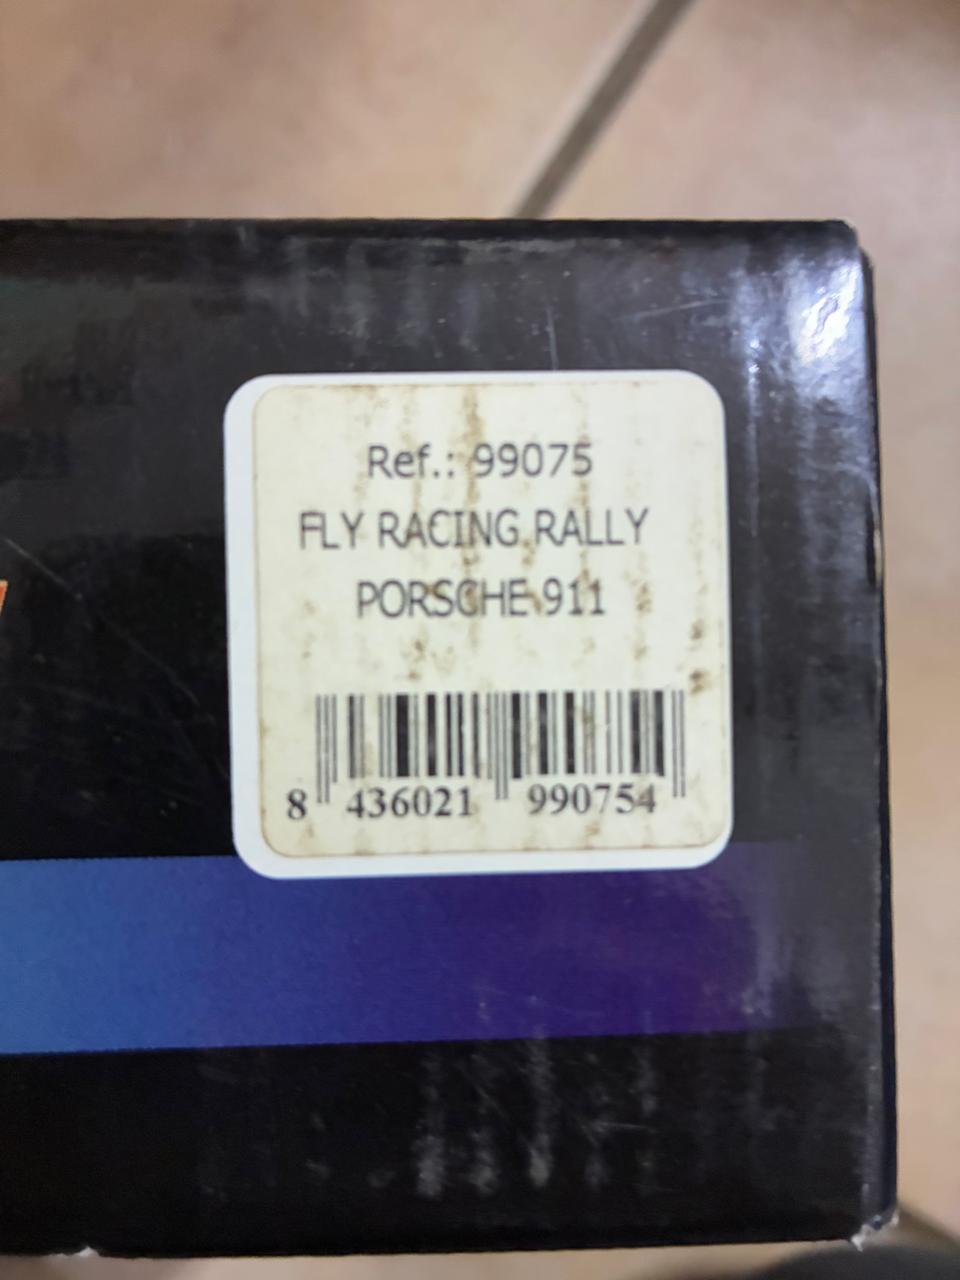 Ref.: 99075
FLY RACING RALLY
PORSCHE 911
8 436021 990754